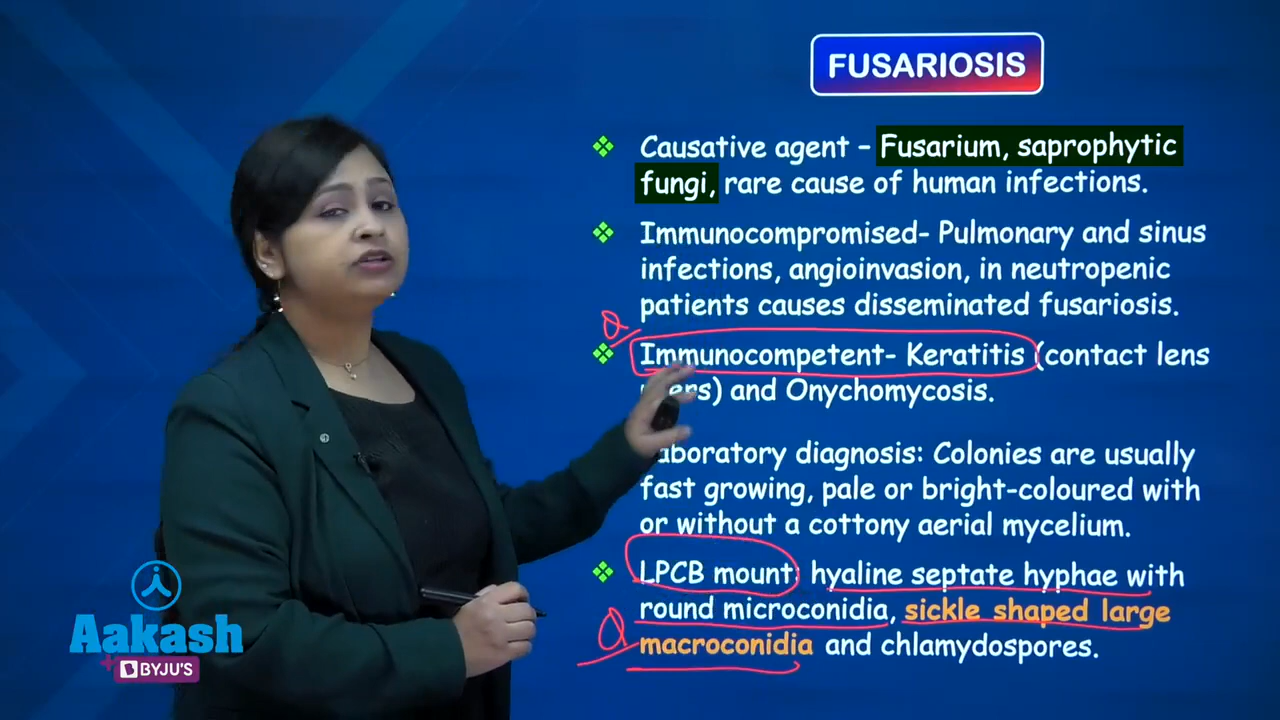 FUSARIOSIS
❖ Causative agent – Fusarium, saprophytic
fungi, rare cause of human infections.
❖ Immunocompromised- Pulmonary and sinus
infections, angioinvasion, in neutropenic
patients causes disseminated fusariosis.
Q
❖ Immunocompetent- Keratitis (contact lens
and Onychomycosis.
diagnosis: Colonies are usually
fast growing, pale or bright-coloured with
or without a cottony aerial mycelium.
❖ LPCB mount: hyaline septate hyphae with
round microconidia, sickle shaped large
Q
macroconidia and chlamydospores.
Aakash
+ BYJU'S